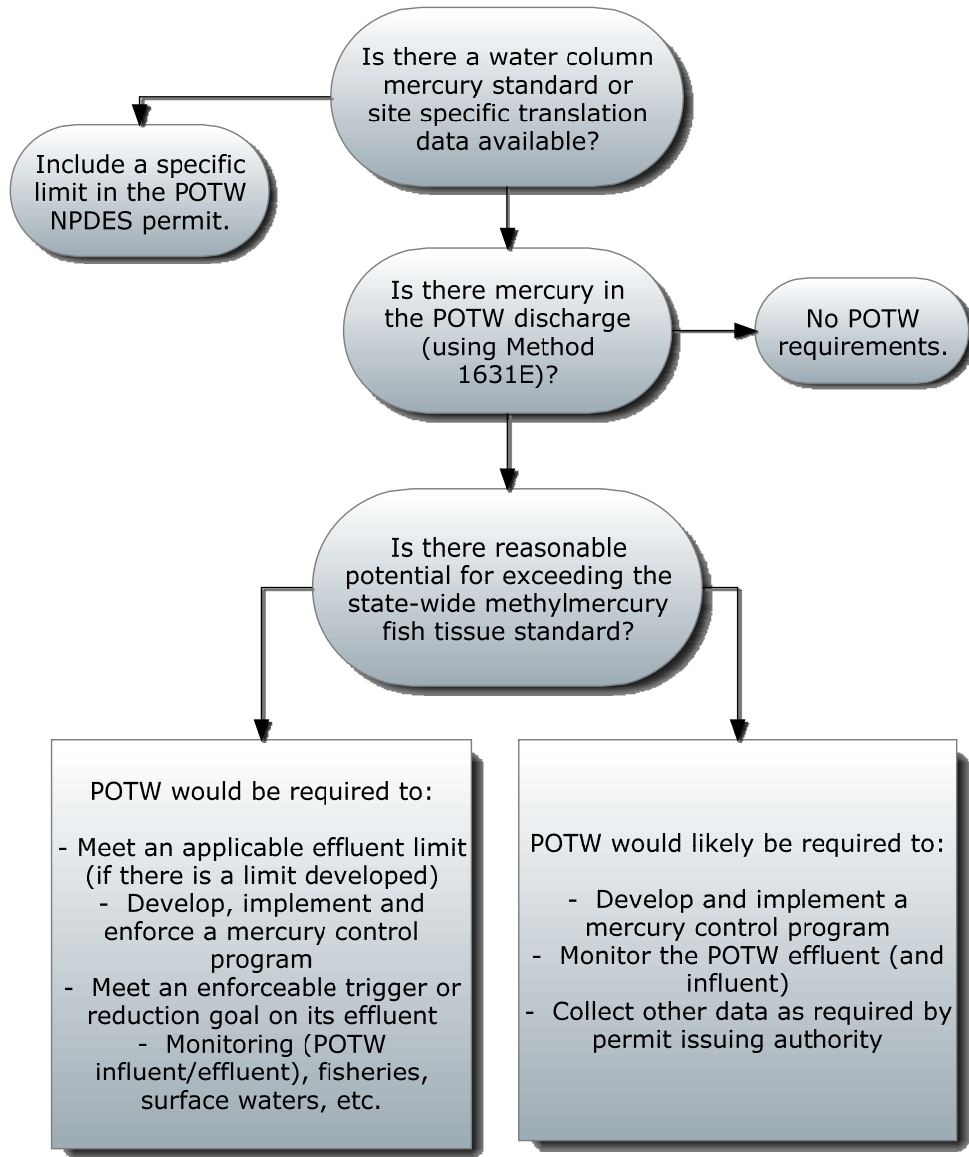 Is there a water column
mercury standard or
site specific translation
data available?
Include a specific
limit in the POTW
NPDES permit.
Is there mercury in
the POTW discharge
(using Method
1631E)?
No POTW
requirements.
Is there reasonable
potential for exceeding the
state-wide methylmercury
fish tissue standard?
POTW would be required to:
- Meet an applicable effluent limit
(if there is a limit developed)
- Develop, implement and
enforce a mercury control
program
- Meet an enforceable trigger or
reduction goal on its effluent
- Monitoring (POTW
influent/effluent), fisheries,
surface waters, etc.
POTW would likely be required to:
- Develop and implement a
mercury control program
- Monitor the POTW effluent (and
influent)
- Collect other data as required by
permit issuing authority